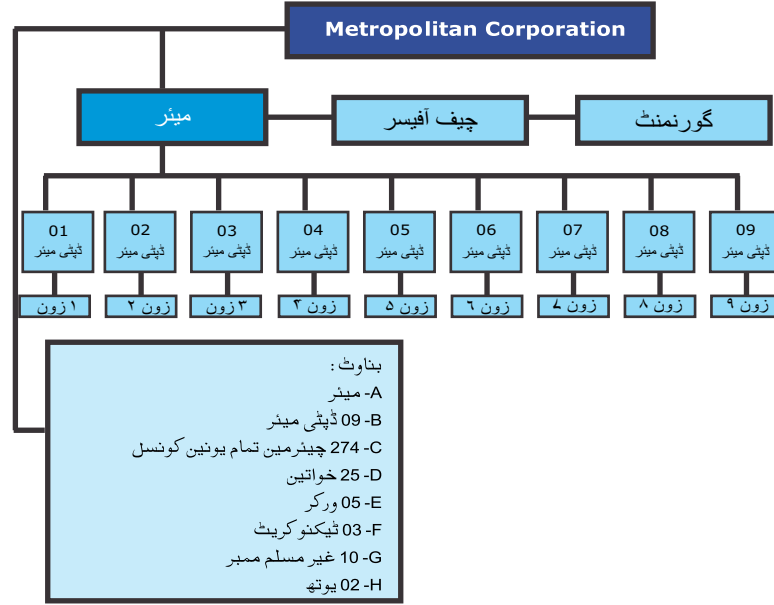 Metropolitan Corporation
میئر
چیف آفیسر
گورنمنٹ
01
ڈپٹی میئر
02
ڈپٹی میئر
03
ڈپٹی میئر
04
ڈپٹی میئر
05
ڈپٹی میئر
06
ڈپٹی میئر
07
ڈپٹی میئر
08
ڈپٹی میئر
09
ڈپٹی میئر
۱ زون
زون ۲
۳ زون
زون ۴
زون ۵
زون ٦
زون ۷
زون ۸
زون ۹
بناوٹ :
A- میئر
B- 09 ڈپٹی میئر
C- 274 چیئرمین تمام یونین کونسل
D- 25 خواتین
E- 05 ورکر
F- 03 ٹیکنوکریٹ
G- 10 غیر مسلم ممبر
H- 02 یوتھ